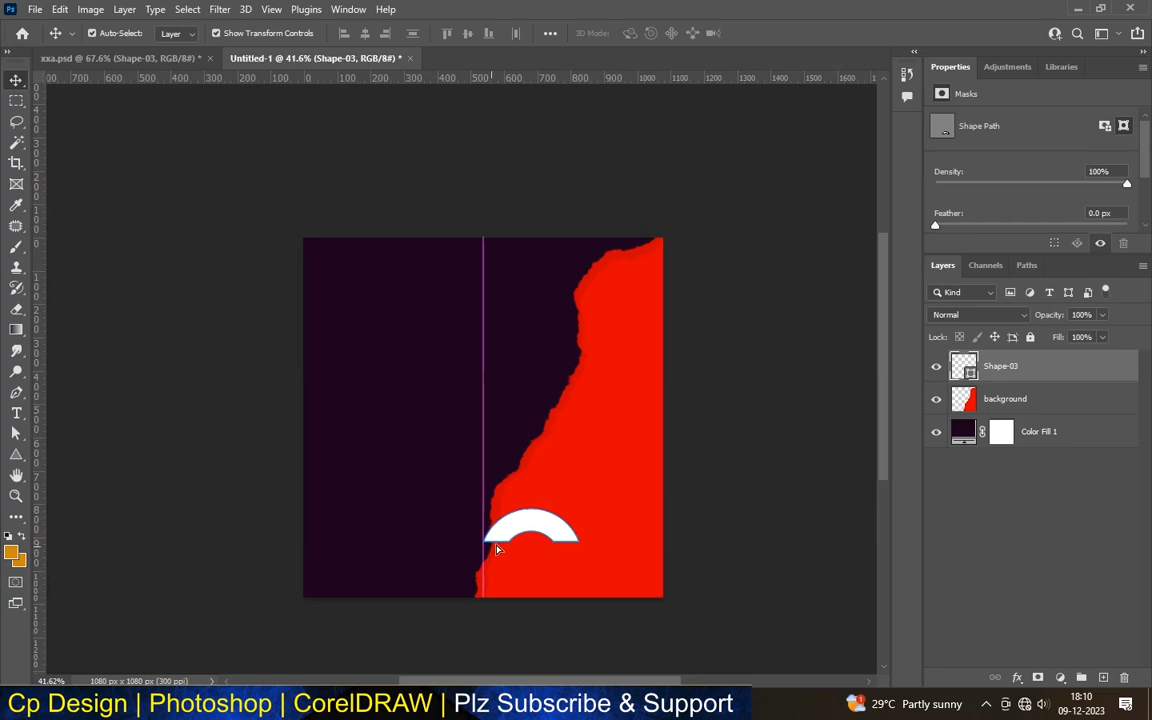 Ps File Edit Image Layer Type Select Filter 3D View Plugins Window Help
Auto-Select: Layer Show Transform Controls 3D Mode:
xxa.psd @ 67.6% (Shape-03, RGB/8#) * × Untitled-1 @ 41.6% (Shape-03, RGB/8#) * ×
Properties Adjustments Libraries
Masks
Shape Path
Density: 100%
Feather: 0.0 px
Layers Channels Paths
Kind
Normal Opacity: 100%
Lock: Fill: 100%
Shape-03
background
Color Fill 1
41.62% 1080 px x 1080 px (300 ppi)
Cp Design | Photoshop | CorelDRAW | Plz Subscribe & Support
29°C Partly sunny
18:10
09-12-2023